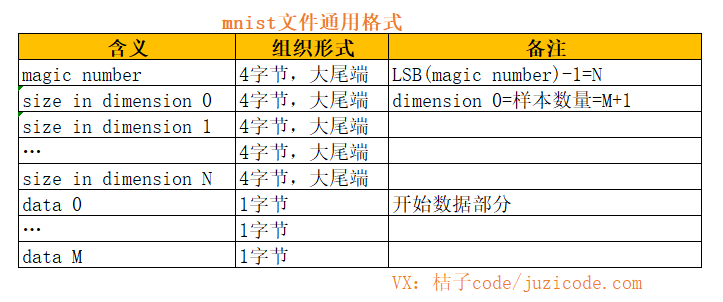 mnist文件通用格式
含义 组织形式 备注
magic number 4字节，大尾端 LSB(magic number)-1=N
size in dimension 0 4字节，大尾端 dimension 0=样本数量=M+1
size in dimension 1 4字节，大尾端
… 4字节，大尾端
size in dimension N 4字节，大尾端
data 0 1字节 开始数据部分
… 1字节
data M 1字节
VX: 桔子code/juzicode.com